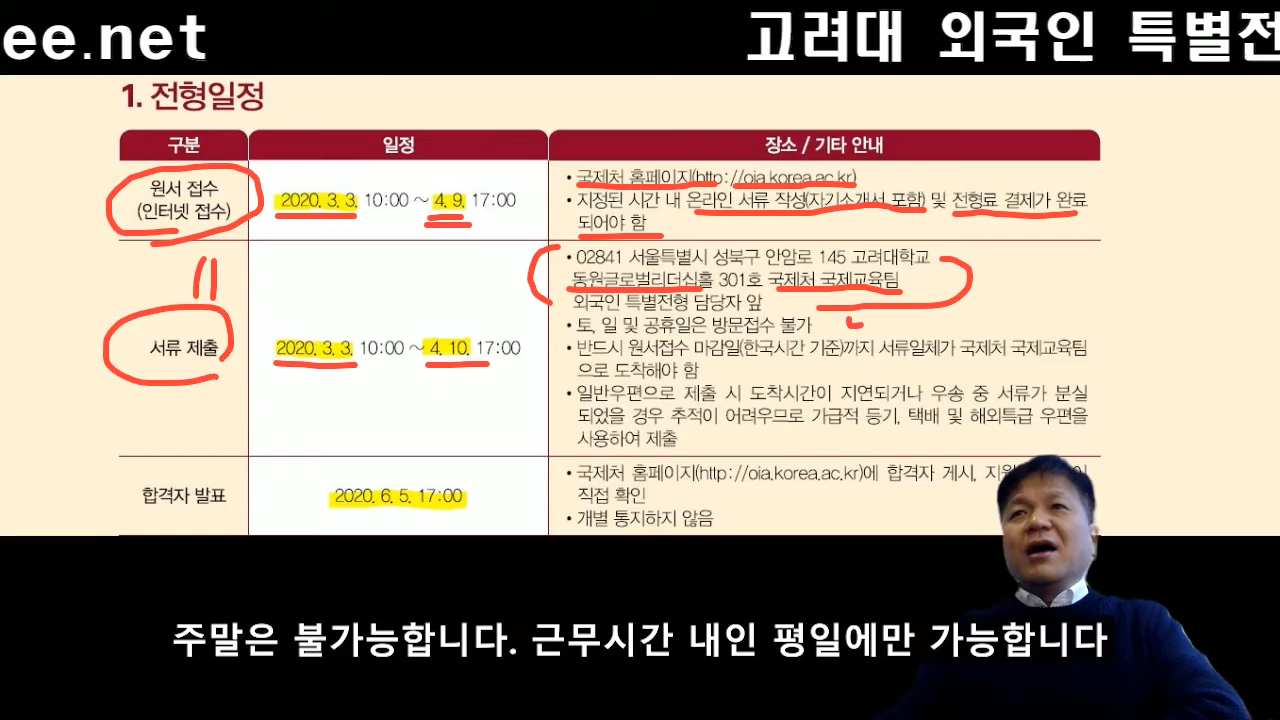 ee.net
고려대 외국인 특별전
1. 전형일정
구분
일정
장소 / 기타 안내
원서 접수
(인터넷 접수)
2020. 3. 3. 10:00 ~ 4. 9. 17:00
• 국제처 홈페이지(http://oia.korea.ac.kr)
• 지정된 시간 내 온라인 서류 작성(자기소개서 포함) 및 전형료 결제가 완료
되어야 함
서류 제출
2020. 3. 3. 10:00 ~ 4. 10. 17:00
• 02841 서울특별시 성북구 안암로 145 고려대학교
동원글로벌리더십홀 301호 국제처 국제교육팀
외국인 특별전형 담당자 앞
• 토, 일 및 공휴일은 방문접수 불가
• 반드시 원서접수 마감일(한국시간 기준)까지 서류일체가 국제처 국제교육팀
으로 도착해야 함
• 일반우편으로 제출 시 도착시간이 지연되거나 우송 중 서류가 분실
되었을 경우 추적이 어려우므로 가급적 등기, 택배 및 해외특급 우편을
사용하여 제출
합격자 발표
2020. 6. 5. 17:00
• 국제처 홈페이지(http://oia.korea.ac.kr)에 합격자 게시,
직접 확인
• 개별 통지하지 않음
주말은 불가능합니다. 근무시간 내인 평일에만 가능합니다